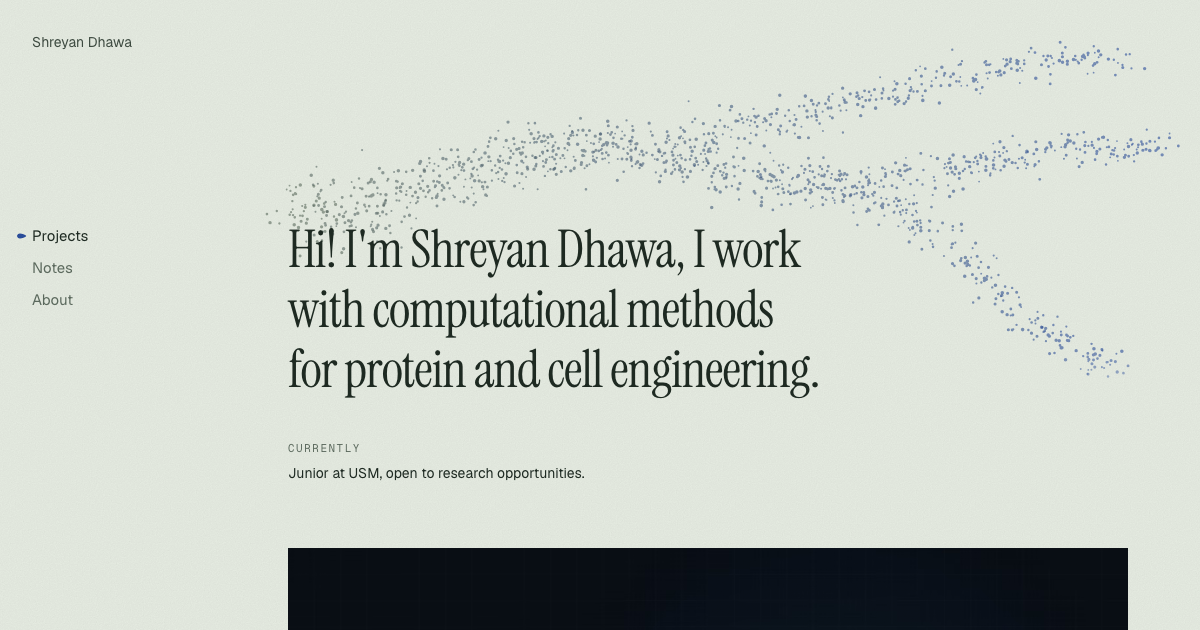 Shreyan Dhawa
Projects
Notes
About
Hi! I'm Shreyan Dhawa, I work
with computational methods
for protein and cell engineering.
CURRENTLY
Junior at USM, open to research opportunities.